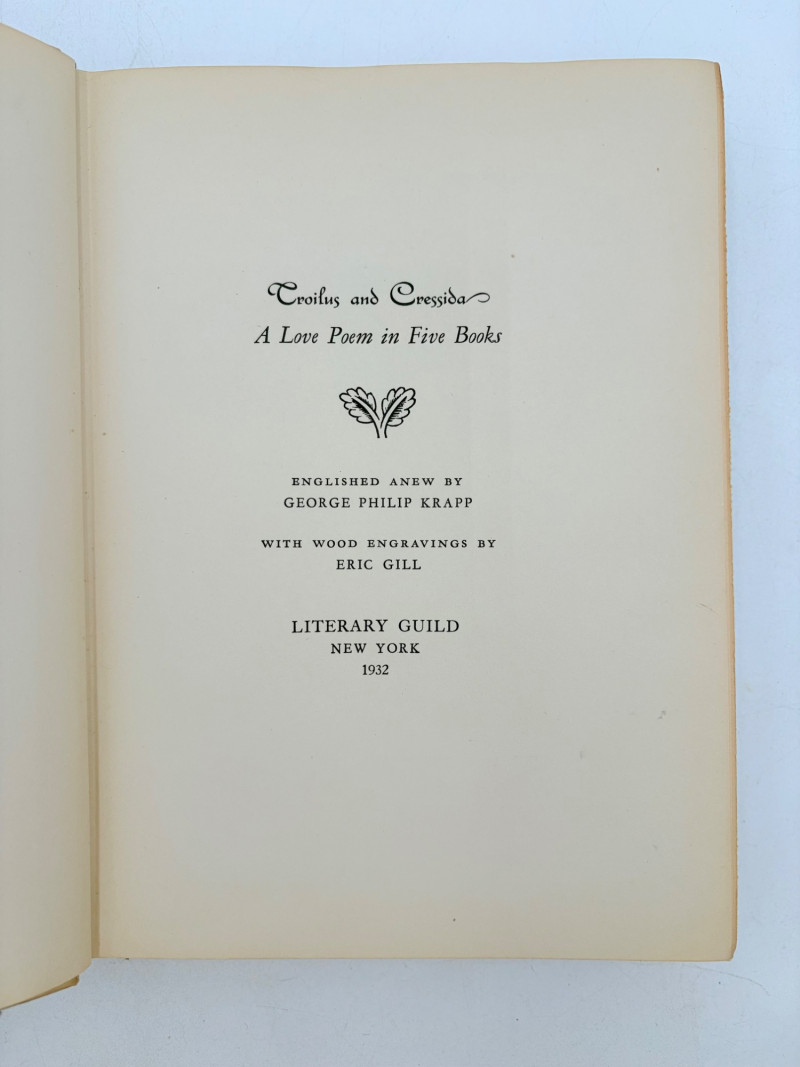 Troilus and Cressida
A Love Poem in Five Books
ENGLISHED ANEW BY
GEORGE PHILIP KRAPP
WITH WOOD ENGRAVINGS BY
ERIC GILL
LITERARY GUILD
NEW YORK
1932